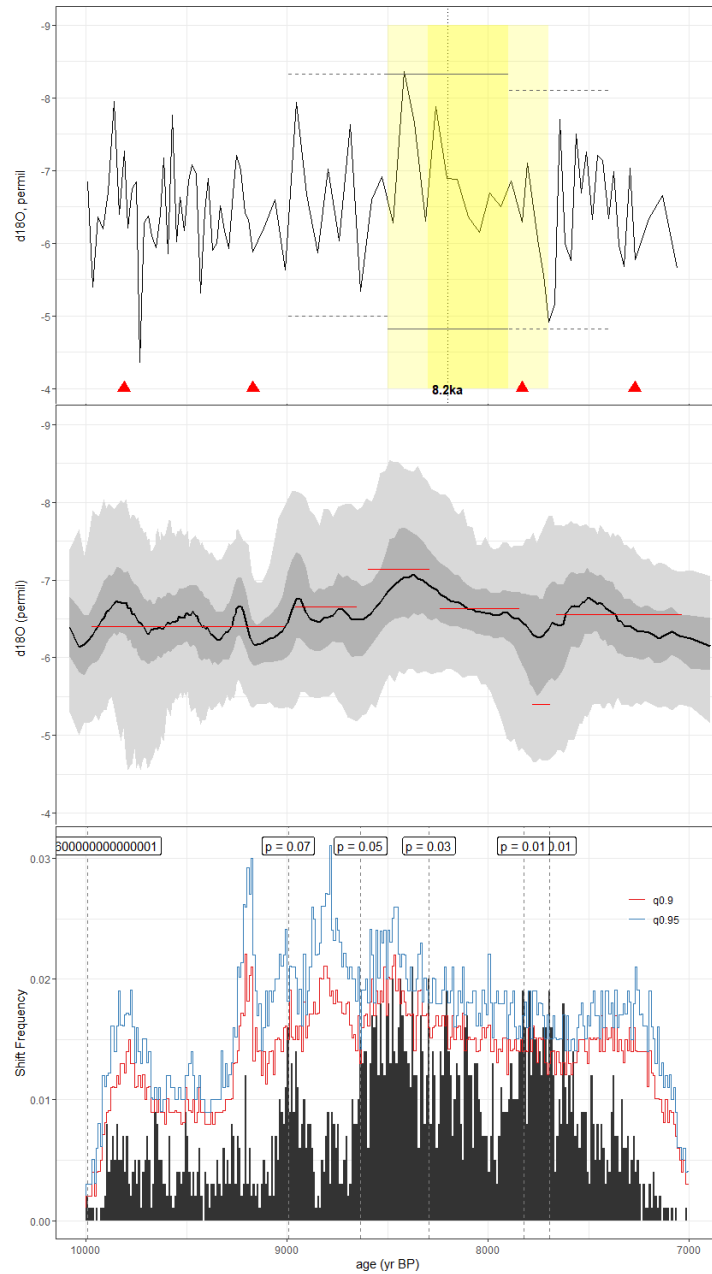 -9
-8
-7
-6
-5
-4
d18O, permil
8.2ka
-9
-8
-7
-6
-5
-4
d18O (permil)
600000000000001
p = 0.07
p = 0.05
p = 0.03
p = 0.01
0.01
0.03
0.02
0.01
0.00
Shift Frequency
q0.9
q0.95
10000
9000
8000
7000
age (yr BP)